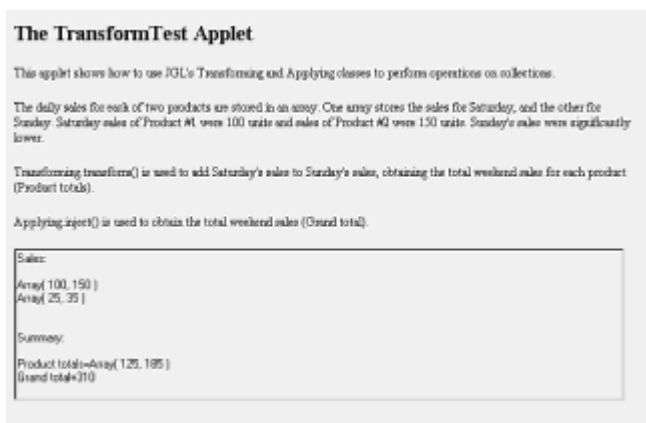 The TransformTest Applet
This applet shows how to use JGL's Transforming and Applying classes to perform operations on collections.
The daily sales for each of two products are stored in an array. One array stores the sales for Saturday, and the other for
Sunday. Saturday sales of Product #1 were 100 units and sales of Product #2 were 150 units. Sunday's sales were significantly
lower.
Transforming.transform() is used to add Saturday's sales to Sunday's sales, obtaining the total weekend sales for each product
(Product totals).
Applying.inject() is used to obtain the total weekend sales (Grand total).
Sales:
Array( 100, 150 )
Array( 25, 35 )
Summary:
Product totals=Array( 125, 185 )
Grand total=310